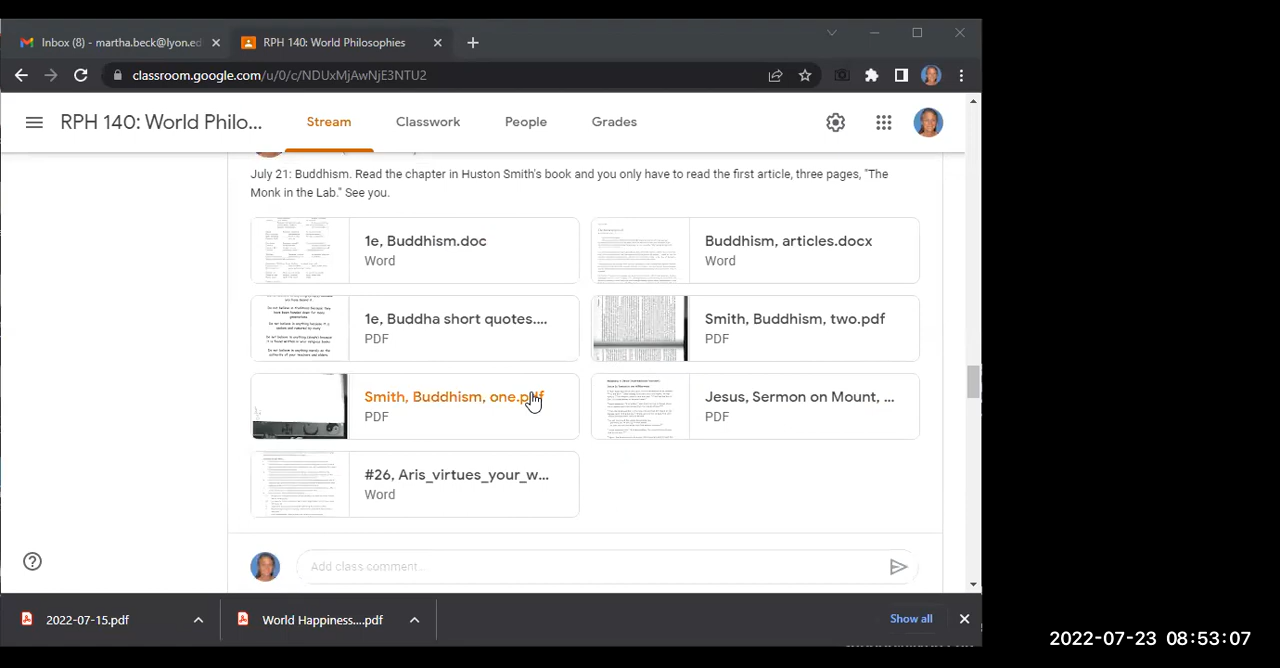 Inbox (8) - martha.beck@lyon.ed
RPH 140: World Philosophies
classroom.google.com/u/0/c/NDUxMjAwNjE3NTU2
RPH 140: World Philo...
Stream
Classwork
People
Grades
July 21: Buddhism. Read the chapter in Huston Smith's book and you only have to read the first article, three pages, "The
Monk in the Lab." See you.
1e, Buddhism.doc
Word
Buddhism, articles.docx
Word
1e, Buddha short quotes....
PDF
Smith, Buddhism, two.pdf
PDF
Smith, Buddhism, one.pdf
PDF
Jesus, Sermon on Mount, ...
PDF
#26, Aris_virtues_your_w...
Word
Add class comment...
2022-07-15.pdf
World Happiness....pdf
Show all
2022-07-23 08:53:07